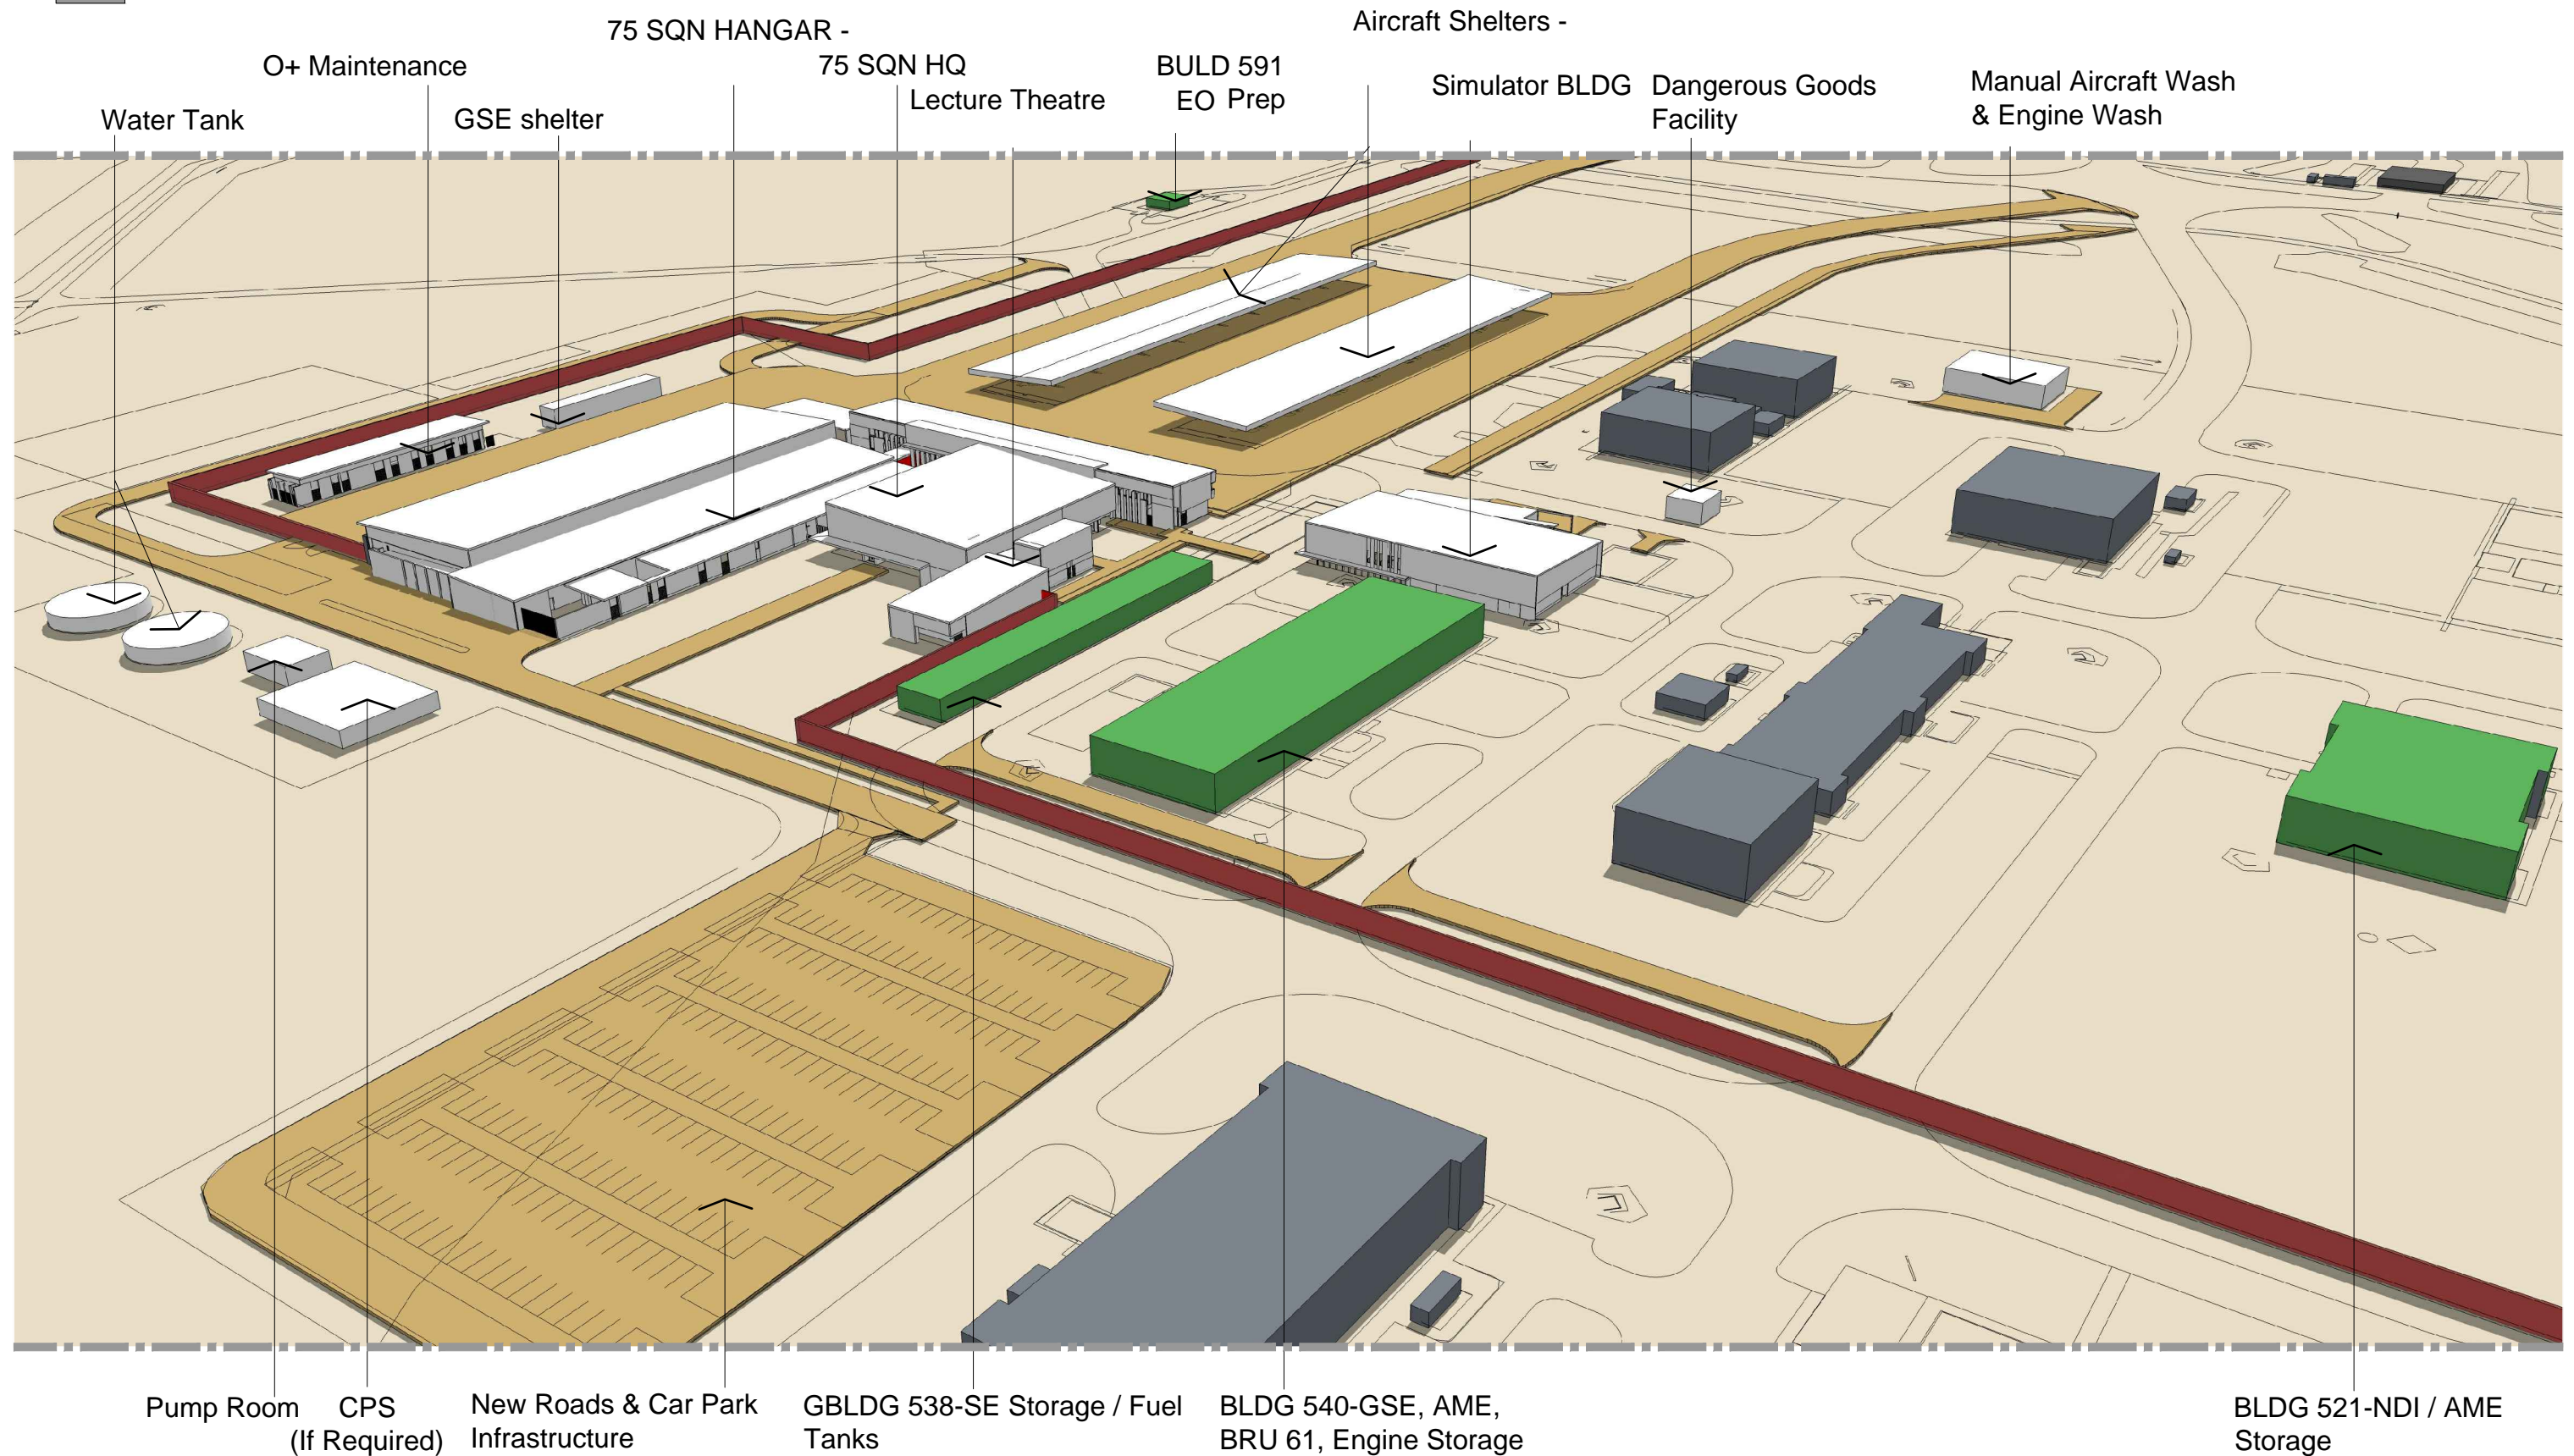 75 SQN HANGAR -
Aircraft Shelters -
O+ Maintenance
75 SQN HQ
BULD 591
EO Prep
Simulator BLDG
Dangerous Goods
Facility
Manual Aircraft Wash
& Engine Wash
Water Tank
GSE shelter
Lecture Theatre
Pump Room
CPS
(If Required)
New Roads & Car Park
Infrastructure
GBLDG 538-SE Storage / Fuel
Tanks
BLDG 540-GSE, AME,
BRU 61, Engine Storage
BLDG 521-NDI / AME
Storage